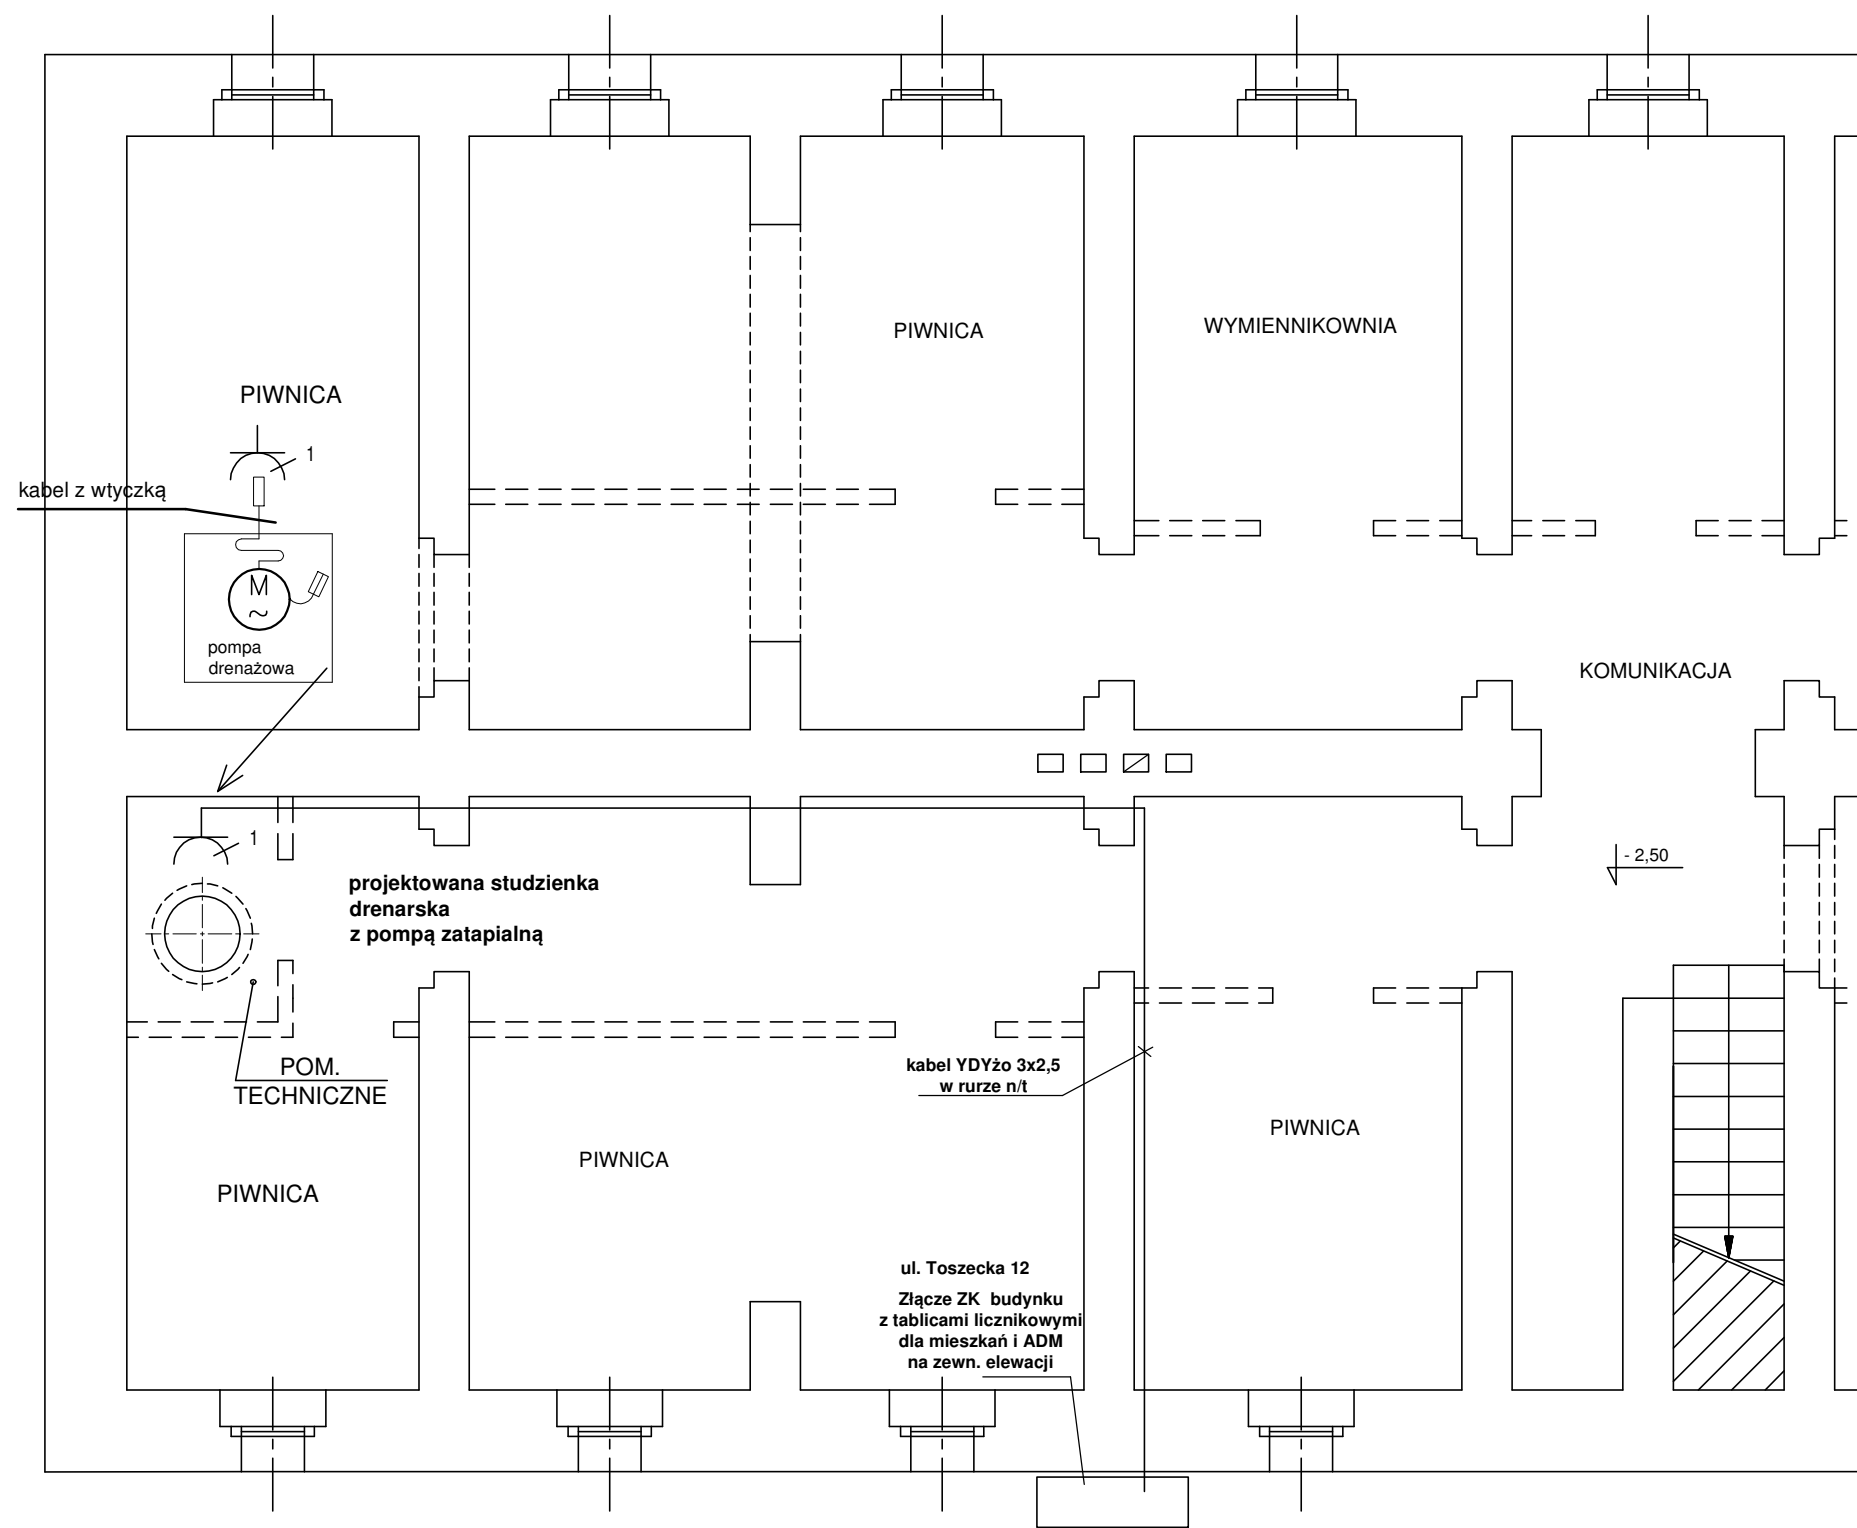 PIWNICA
WYMIENNIKOWNIA
PIWNICA
1
kabel z wtyczką
M
~
pompa
drenażowa
KOMUNIKACJA
1
projektowana studzienka
drenarska
z pompą zatapialną
- 2,50
POM.
TECHNICZNE
kabel YDYżo 3x2,5
w rurze n/t
PIWNICA
PIWNICA
PIWNICA
ul. Toszecka 12
Złącze ZK budynku
z tablicami licznikowymi
dla mieszkań i ADM
na zewn. elewacji